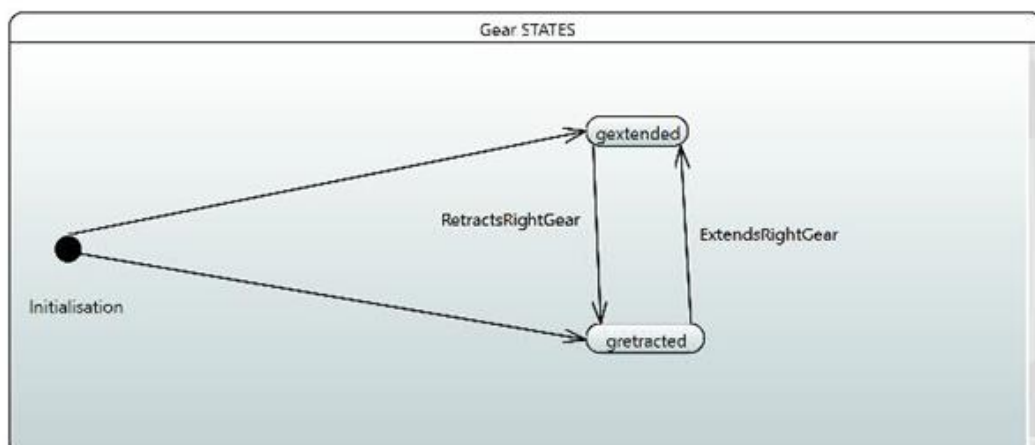 Gear STATES
gextended
RetractsRightGear
ExtendsRightGear
Initialisation
gretracted